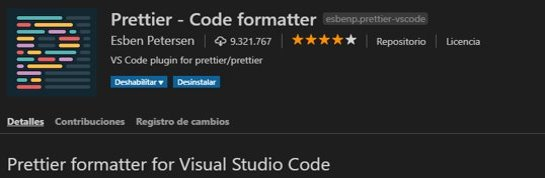 Prettier - Code formatter esbenp.prettier-vscode
Esben Petersen | 9.321.767 | | Repositorio | Licencia
VS Code plugin for prettier/prettier
Deshabilitar Desinstalar
Detalles Contribuciones Registro de cambios
Prettier formatter for Visual Studio Code